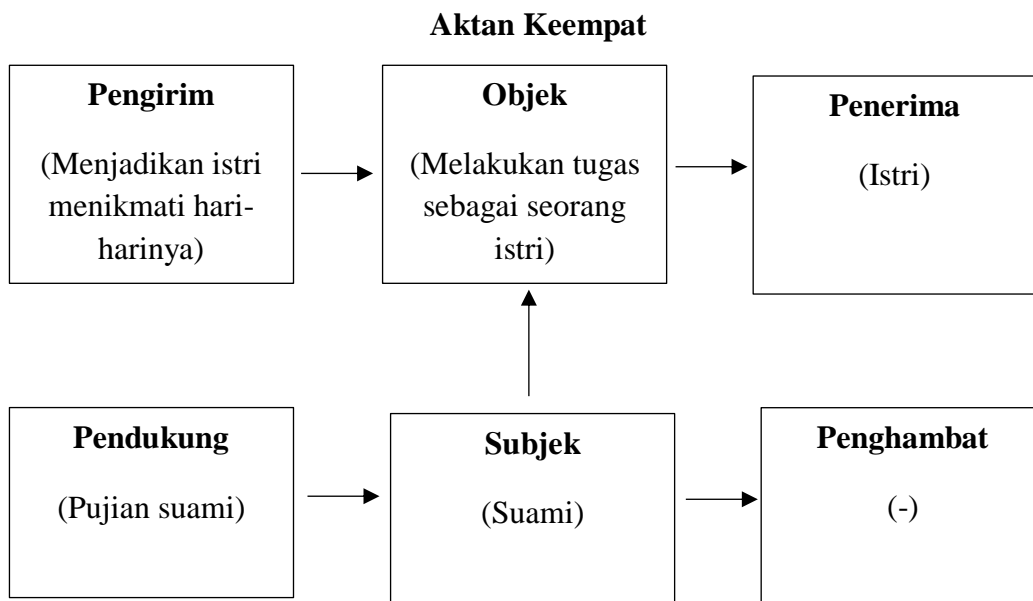 Aktan Keempat
Pengirim
(Menjadikan istri
menikmati hari-
harinya)
Objek
(Melakukan tugas
sebagai seorang
istri)
Penerima
(Istri)
Pendukung
(Pujian suami)
Subjek
(Suami)
Penghambat
(-)